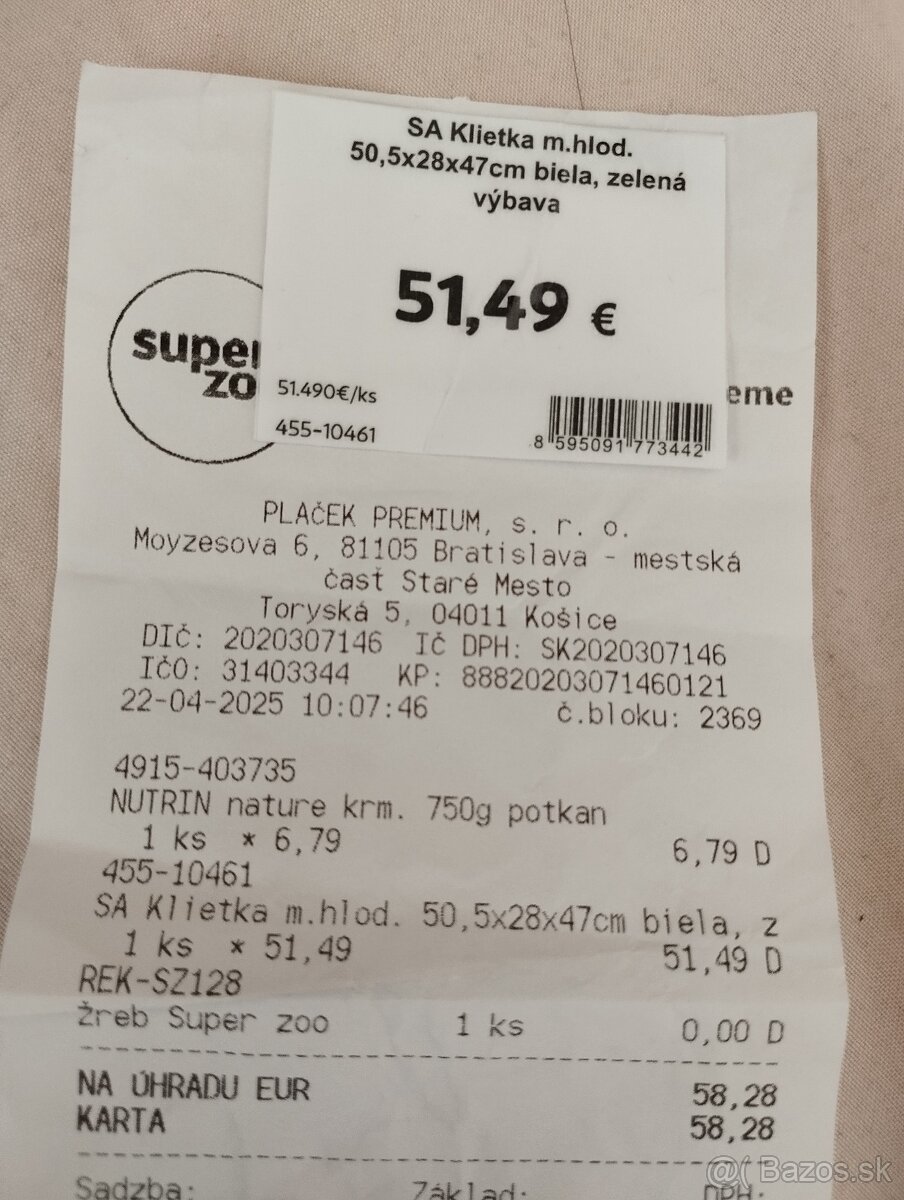 SA Klietka m.hlod.
50,5x28x47cm biela, zelená
výbava
51,49 €
51.490€/ks
455-10461
8 595091 773442
super
zo
eme
PLAČEK PREMIUM, s. r. o.
Moyzesova 6, 81105 Bratislava - mestská
časť Staré Mesto
Toryská 5, 04011 Košice
DIČ: 2020307146 IČ DPH: SK2020307146
IČO: 31403344 KP: 88820203071460121
22-04-2025 10:07:46 č.bloku: 2369
4915-403735
NUTRIN nature krm. 750g potkan
1 ks * 6,79 6,79 D
455-10461
SA Klietka m.hlod. 50,5x28x47cm biela, z
1 ks * 51,49 51,49 D
REK-SZ128
žreb Super zoo 1 ks 0,00 D
NA ÚHRADU EUR 58,28
KARTA 58,28
Sadzba: Základ: DPH:
@( Bazos.sk